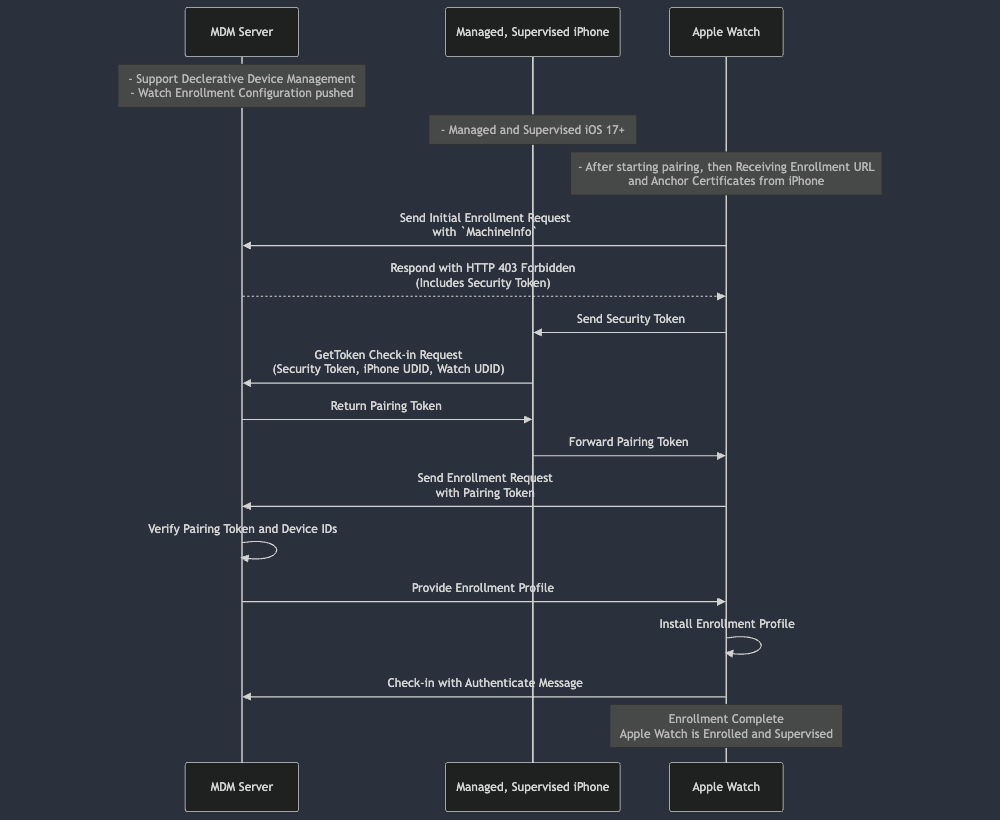 MDM Server
Managed, Supervised iPhone
Apple Watch
- Support Declerative Device Management
- Watch Enrollment Configuration pushed
- Managed and Supervised iOS 17+
- After starting pairing, then Receiving Enrollment URL
and Anchor Certificates from iPhone
Send Initial Enrollment Request
with `MachineInfo`
Respond with HTTP 403 Forbidden
(Includes Security Token)
Send Security Token
GetToken Check-in Request
(Security Token, iPhone UDID, Watch UDID)
Return Pairing Token
Forward Pairing Token
Send Enrollment Request
with Pairing Token
Verify Pairing Token and Device IDs
Provide Enrollment Profile
Install Enrollment Profile
Check-in with Authenticate Message
Enrollment Complete
Apple Watch is Enrolled and Supervised
MDM Server
Managed, Supervised iPhone
Apple Watch